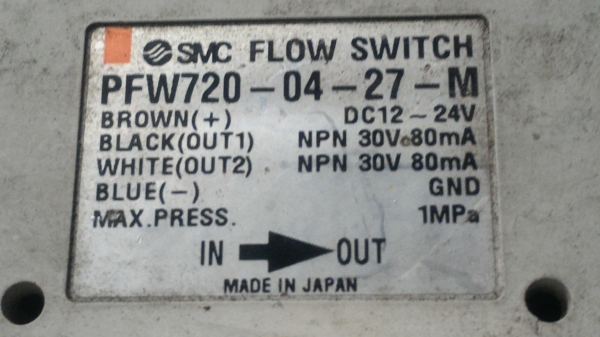 SMC FLOW SWITCH
PFW720-04-27-M
BROWN(+) DC12~24V
BLACK(OUT1) NPN 30V 80mA
WHITE(OUT2) NPN 30V 80mA
BLUE(-) GND
MAX.PRESS. 1MPa
IN OUT
MADE IN JAPAN